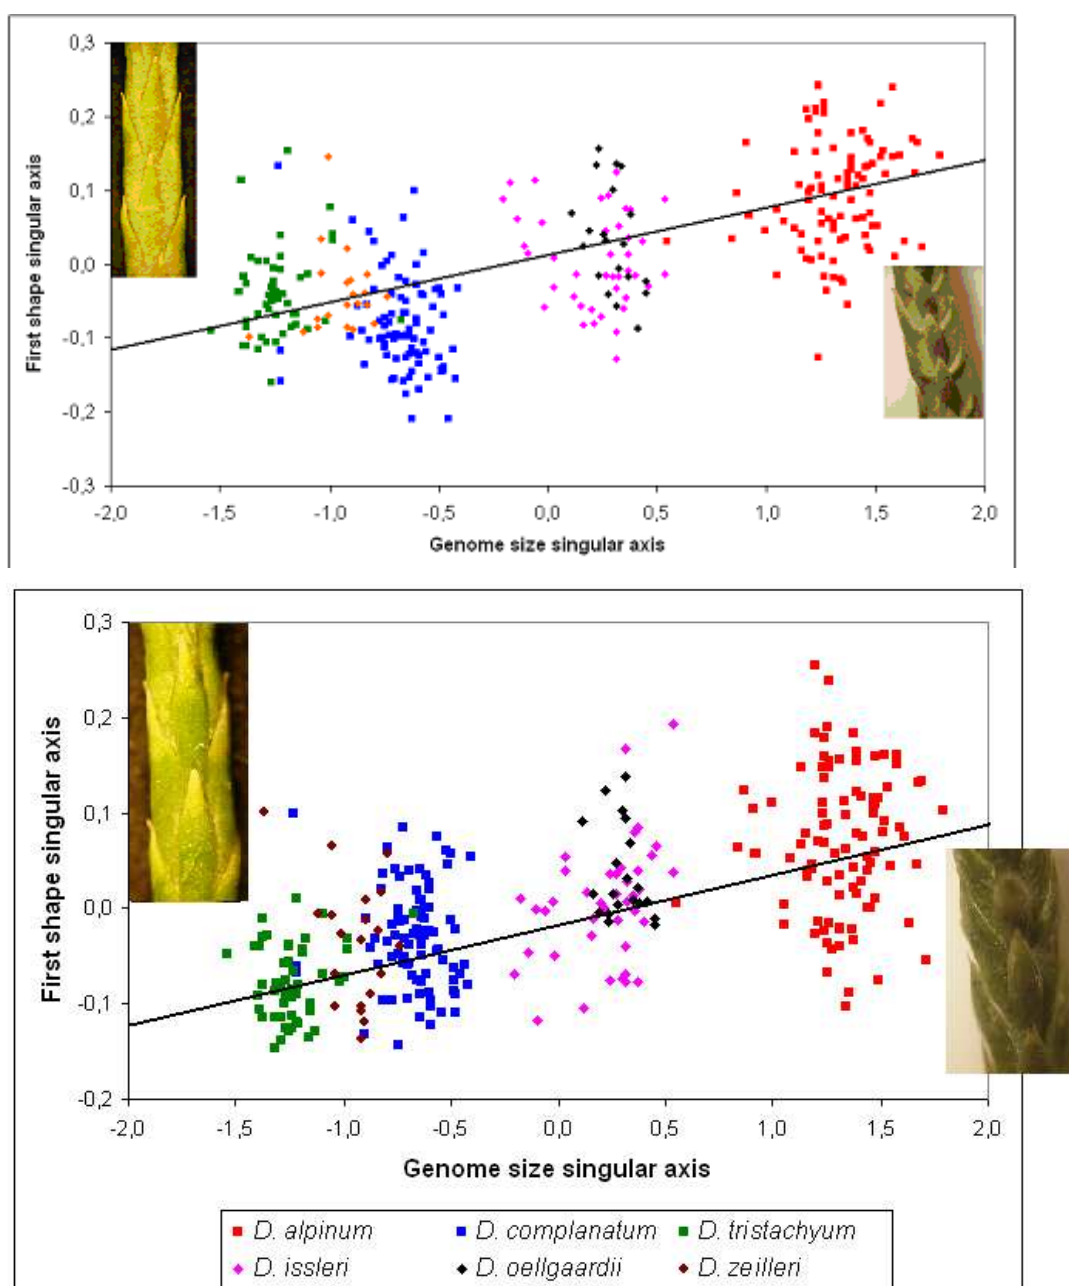 0,3
0,2
0,1
0,0
-0,1
-0,2
-0,3
First shape singular axis
-2,0 -1,5 -1,0 -0,5 0,0 0,5 1,0 1,5 2,0
Genome size singular axis
0,3
0,2
0,1
0,0
-0,1
-0,2
First shape singular axis
-2,0 -1,5 -1,0 -0,5 0,0 0,5 1,0 1,5 2,0
Genome size singular axis
D. alpinum D. complanatum D. tristachyum
D. issleri D. oellgaardii D. zeilleri